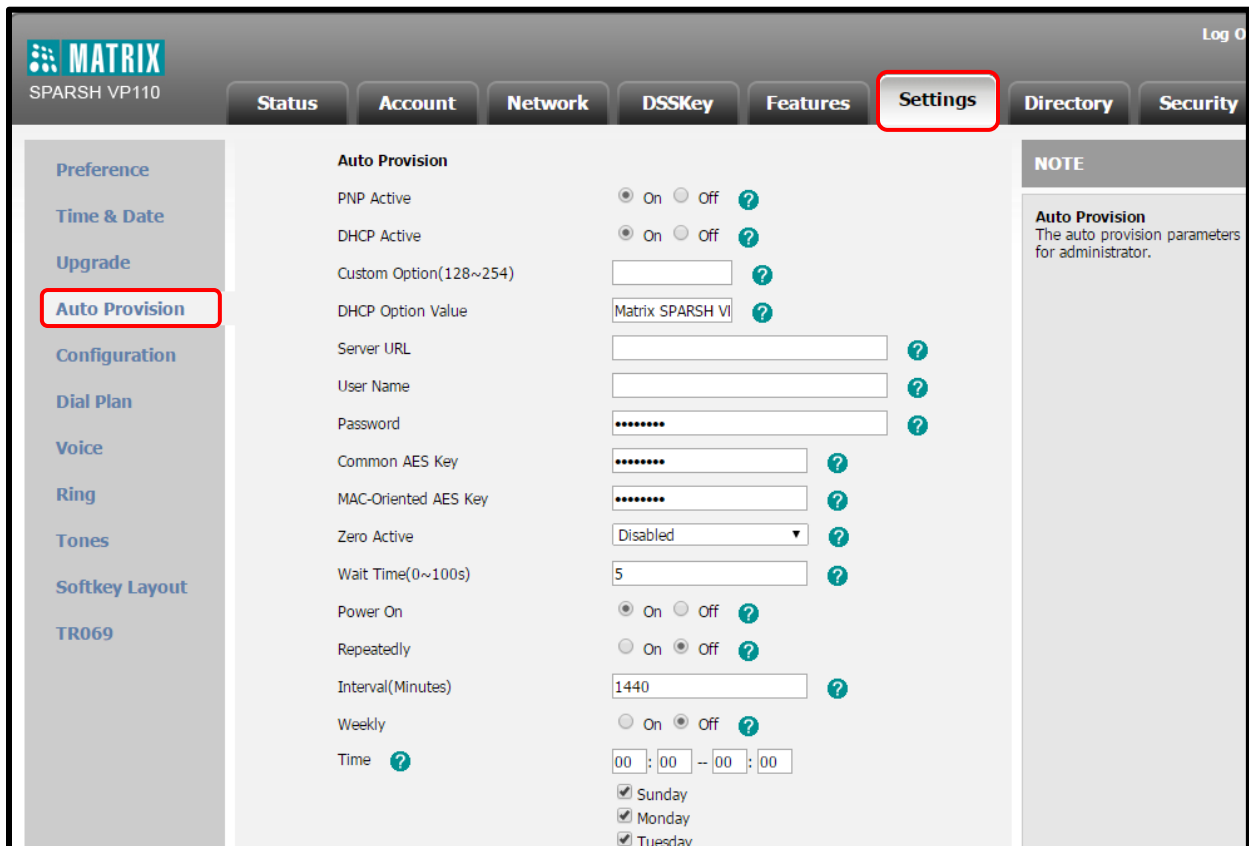 Log O
MATRIX
SPARSH VP110
Status Account Network DSSKey Features Settings Directory Security
Preference
Time & Date
Upgrade
Auto Provision
Configuration
Dial Plan
Voice
Ring
Tones
Softkey Layout
TR069
Auto Provision
PNP Active On Off ?
DHCP Active On Off ?
Custom Option(128~254) ?
DHCP Option Value Matrix SPARSH VI ?
Server URL ?
User Name ?
Password •••••••• ?
Common AES Key •••••••• ?
MAC-Oriented AES Key •••••••• ?
Zero Active Disabled ?
Wait Time(0~100s) 5 ?
Power On On Off ?
Repeatedly On Off ?
Interval(Minutes) 1440 ?
Weekly On Off ?
Time ? 00 : 00 -- 00 : 00
Sunday
Monday
Tuesday
NOTE
Auto Provision
The auto provision parameters
for administrator.